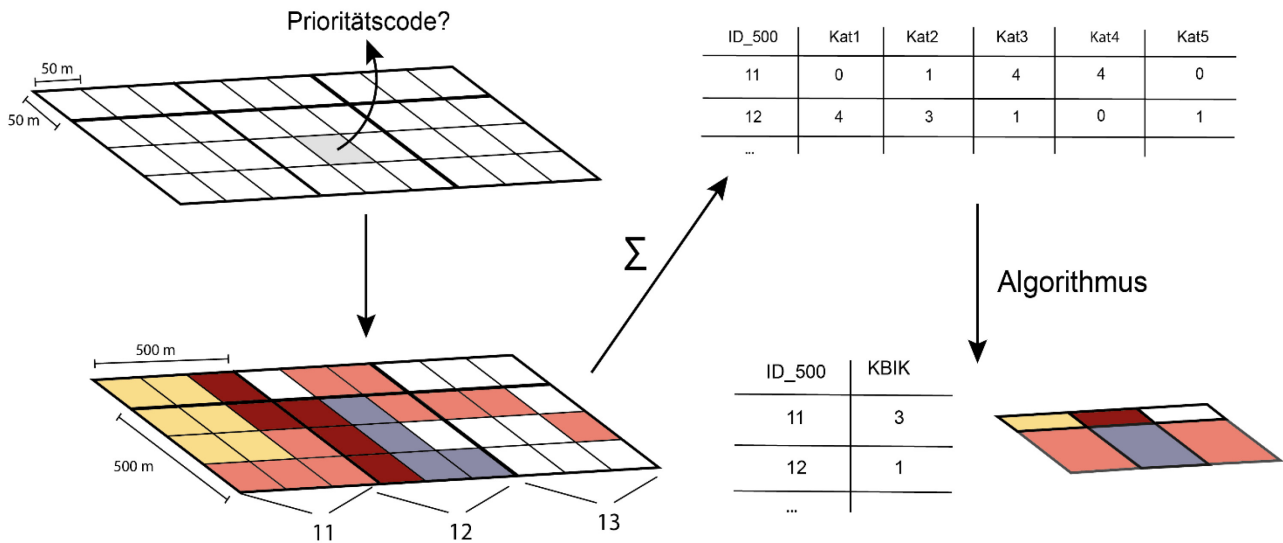 Prioritätscode?
50 m
50 m
ID_500 Kat1 Kat2 Kat3 Kat4 Kat5
11 0 1 4 4 0
12 4 3 1 0 1
...
Σ
Algorithmus
500 m
500 m
11 12 13
ID_500 KBIK
11 3
12 1
...